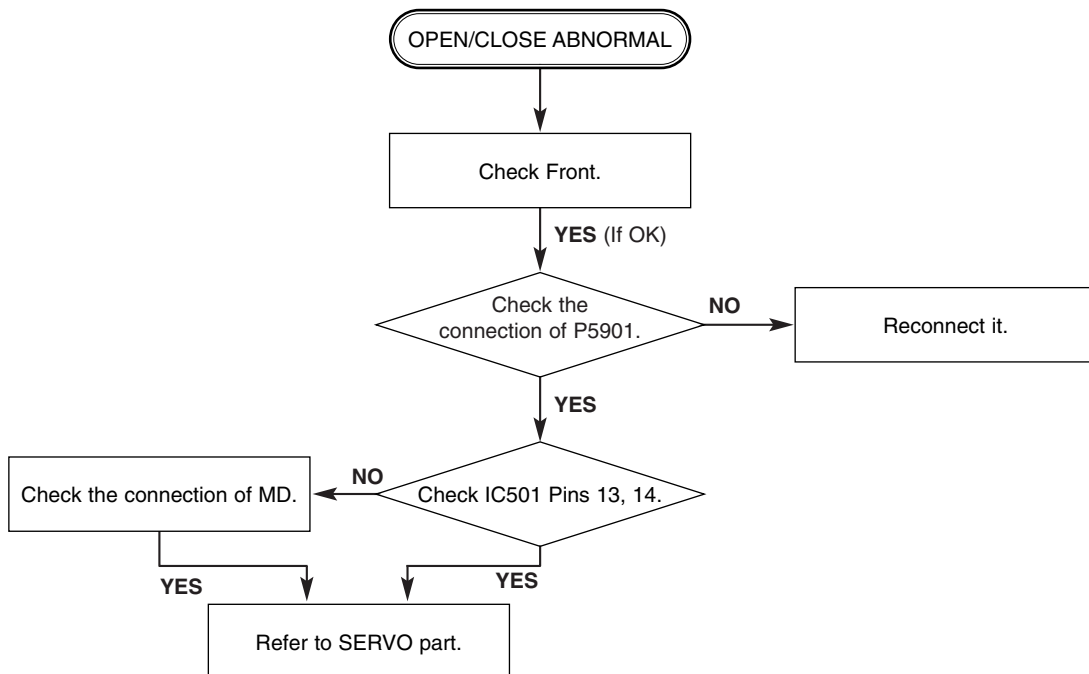 OPEN/CLOSE ABNORMAL
Check Front.
YES (If OK)
Check the
connection of P5901.
NO
Reconnect it.
YES
Check IC501 Pins 13, 14.
NO
Check the connection of MD.
YES
YES
Refer to SERVO part.